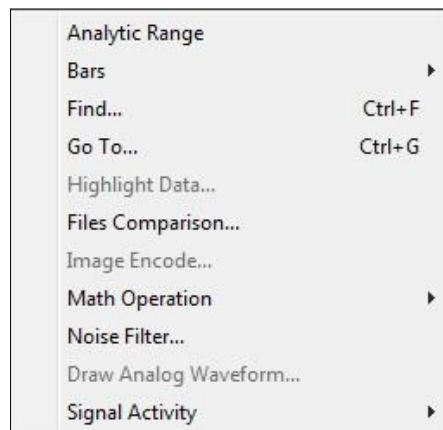 Analytic Range
Bars
Find... Ctrl+F
Go To... Ctrl+G
Highlight Data...
Files Comparison...
Image Encode...
Math Operation
Noise Filter...
Draw Analog Waveform...
Signal Activity